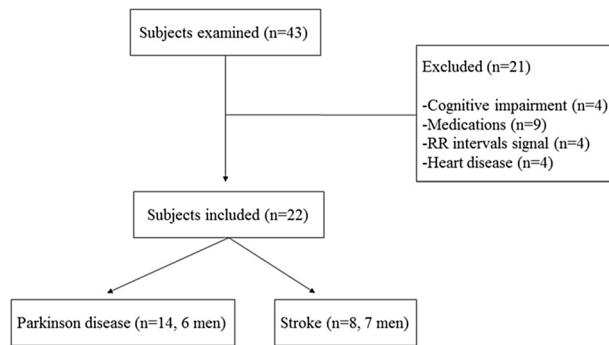 Subjects examined (n=43)
Excluded (n=21)
-Cognitive impairment (n=4)
-Medications (n=9)
-RR intervals signal (n=4)
-Heart disease (n=4)
Subjects included (n=22)
Parkinson disease (n=14, 6 men)
Stroke (n=8, 7 men)